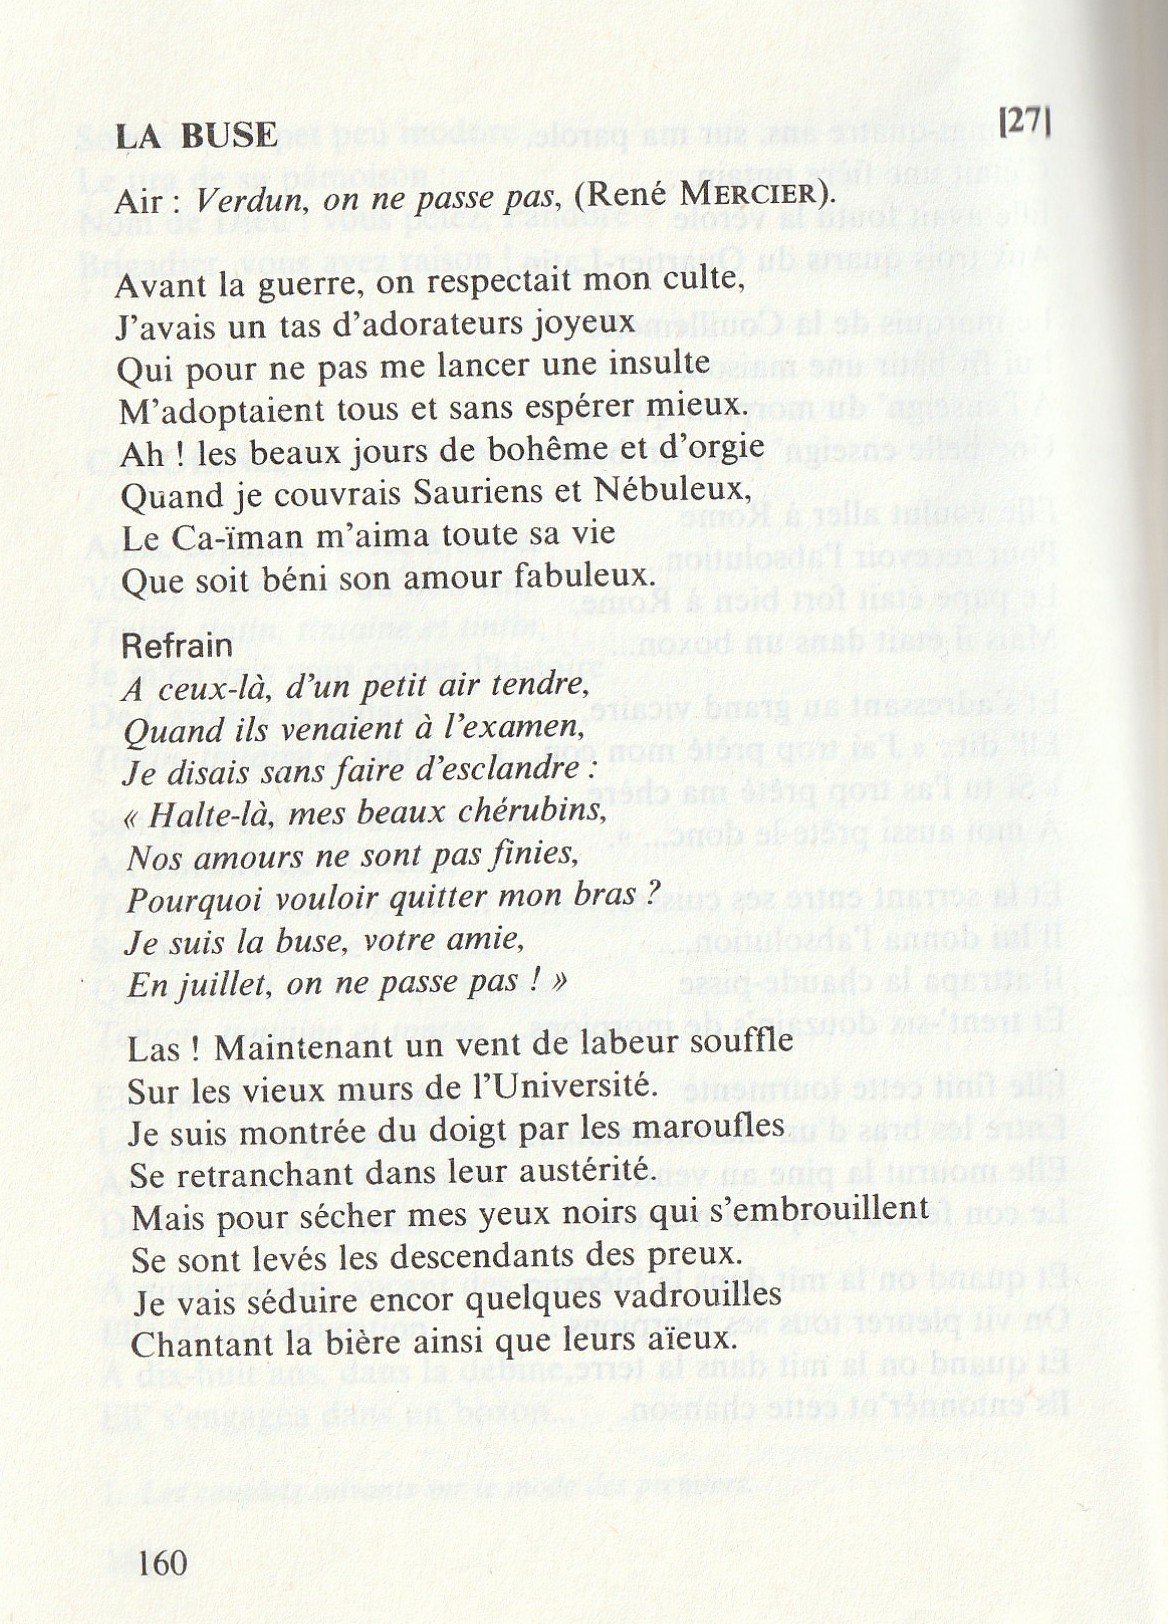 LA BUSE [27]
Air : Verdun, on ne passe pas, (René MERCIER).
Avant la guerre, on respectait mon culte,
J'avais un tas d'adorateurs joyeux
Qui pour ne pas me lancer une insulte
M'adoptaient tous et sans espérer mieux.
Ah ! les beaux jours de bohême et d'orgie
Quand je couvrais Sauriens et Nébuleux,
Le Ca-ïman m'aima toute sa vie
Que soit béni son amour fabuleux.
Refrain
A ceux-là, d'un petit air tendre,
Quand ils venaient à l'examen,
Je disais sans faire d'esclandre :
« Halte-là, mes beaux chérubins,
Nos amours ne sont pas finies,
Pourquoi vouloir quitter mon bras ?
Je suis la buse, votre amie,
En juillet, on ne passe pas ! »
Las ! Maintenant un vent de labeur souffle
Sur les vieux murs de l'Université.
Je suis montrée du doigt par les maroufles
Se retranchant dans leur austérité.
Mais pour sécher mes yeux noirs qui s'embrouillent
Se sont levés les descendants des preux.
Je vais séduire encor quelques vadrouilles
Chantant la bière ainsi que leurs aïeux.
160